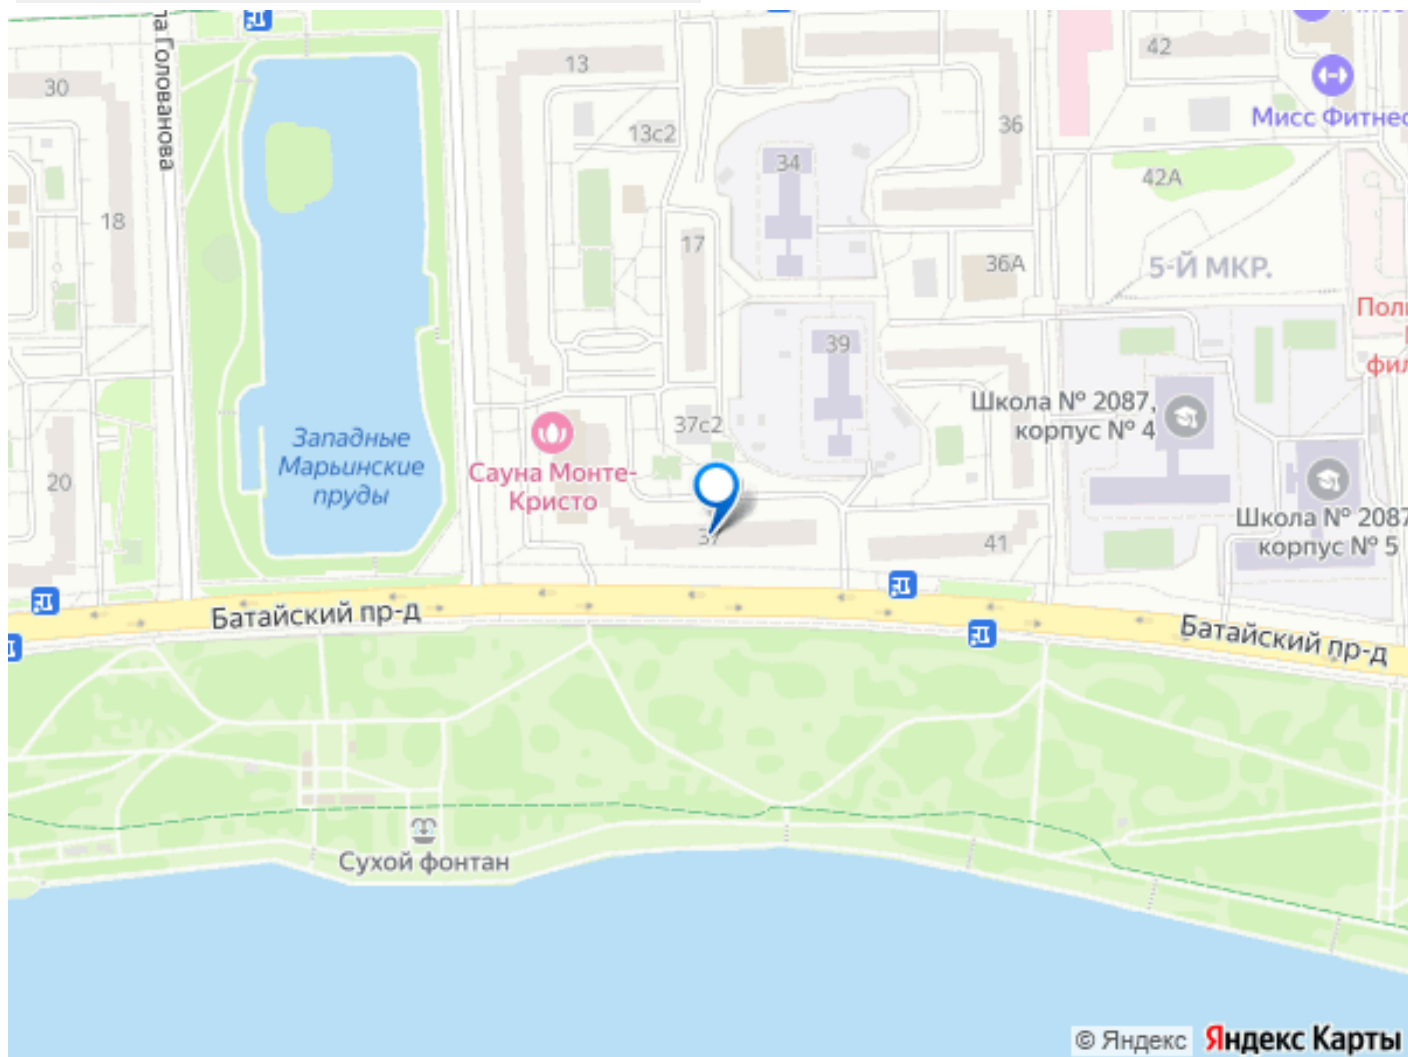 42
Мисс Фитнес
30
13
ла Голованова
13с2
36
34
42А
18
17
36А
5-Й МКР.
39
Школа № 2087,
корпус № 4
37с2
Западные
Марьинские
пруды
Сауна Монте-
Кристо
20
Школа № 2087
корпус № 5
37
41
Батайский пр-д
Батайский пр-д
Сухой фонтан
© Яндекс Яндекс Карты